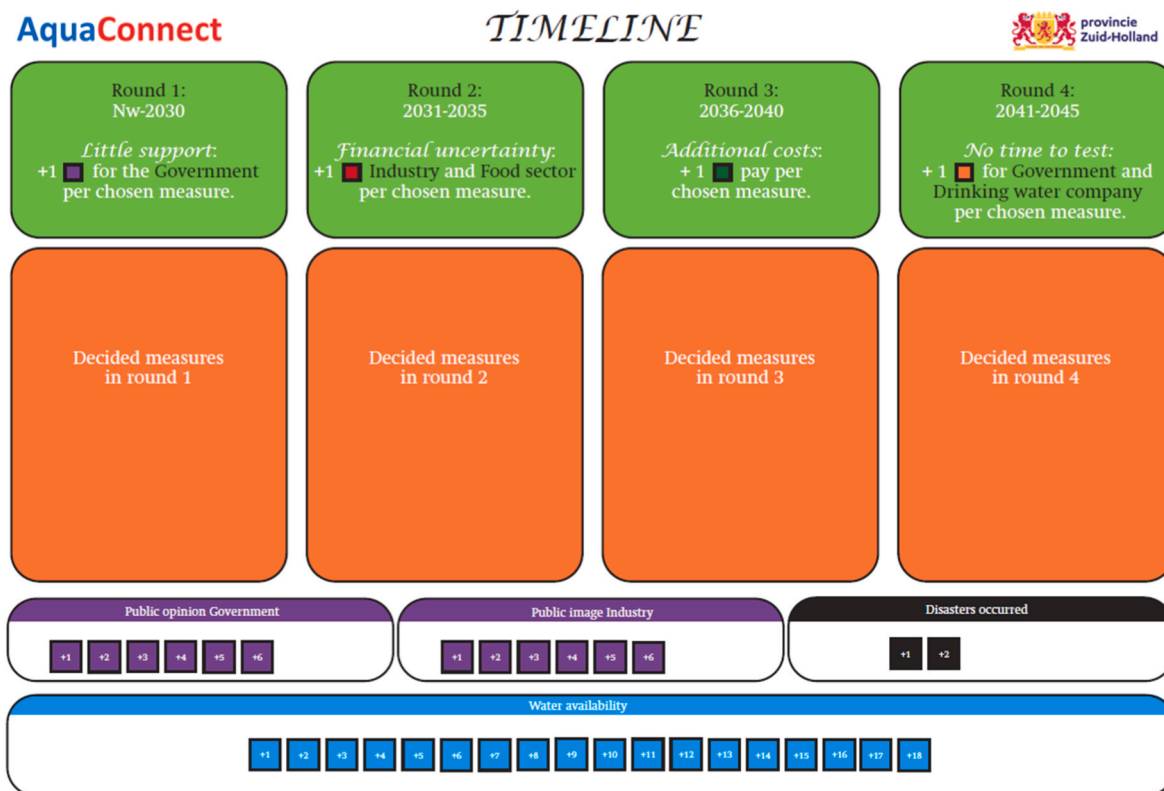 AquaConnect
TIMELINE
provincie
Zuid-Holland
Round 1:
Nw-2030
Little support:
+1 for the Government
per chosen measure.
Round 2:
2031-2035
Financial uncertainty:
+1 Industry and Food sector
per chosen measure.
Round 3:
2036-2040
Additional costs:
+ 1 pay per
chosen measure.
Round 4:
2041-2045
No time to test:
+ 1 for Government and
Drinking water company
per chosen measure.
Decided measures
in round 1
Decided measures
in round 2
Decided measures
in round 3
Decided measures
in round 4
Public opinion Government
+1 +2 +3 +4 +5 +6
Public image Industry
+1 +2 +3 +4 +5 +6
Disasters occurred
+1 +2
Water availability
+1 +2 +3 +4 +5 +6 +7 +8 +9 +10 +11 +12 +13 +14 +15 +16 +17 +18